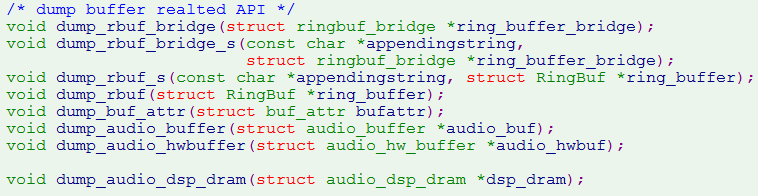 /* dump buffer realted API */
void dump_rbuf_bridge(struct ringbuf_bridge *ring_buffer_bridge);
void dump_rbuf_bridge_s(const char *appendingstring,
struct ringbuf_bridge *ring_buffer_bridge);
void dump_rbuf_s(const char *appendingstring, struct RingBuf *ring_buffer);
void dump_rbuf(struct RingBuf *ring_buffer);
void dump_buf_attr(struct buf_attr bufattr);
void dump_audio_buffer(struct audio_buffer *audio_buf);
void dump_audio_hwbuffer(struct audio_hw_buffer *audio_hwbuf);
void dump_audio_dsp_dram(struct audio_dsp_dram *dsp_dram);